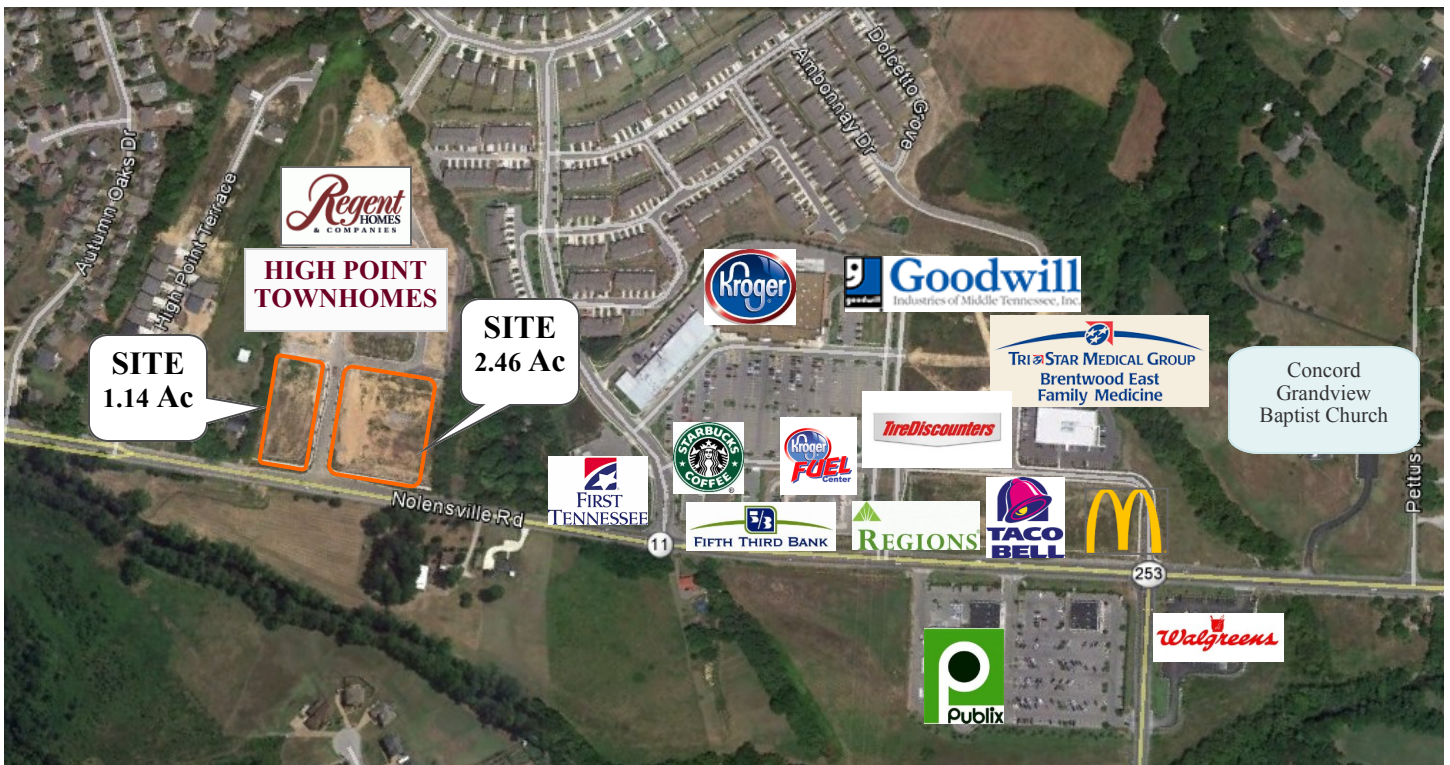 Dolcetto Grove
Ambonnay Dr
Autumn Oaks Dr
High Point Terrace
Regent
HOMES
& COMPANIES
HIGH POINT
TOWNHOMES
SITE
1.14 Ac
SITE
2.46 Ac
Kroger
goodwill
Goodwill
Industries of Middle Tennessee, Inc.
TRISTAR MEDICAL GROUP
Brentwood East
Family Medicine
Concord
Grandview
Baptist Church
TireDiscounters
STARBUCKS
COFFEE
®
Kroger
FUEL
Center
FIRST
TENNESSEE
5/3
FIFTH THIRD BANK
REGIONS
TACO
BELL
M
Nolensville Rd
11
253
Walgreens
P
Publix